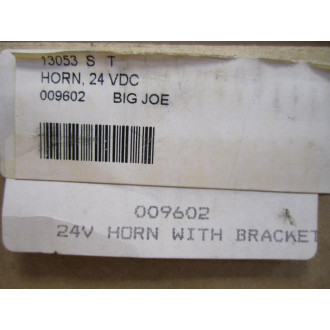 13053 S T
HORN, 24 VDC
009602 BIG JOE
009602
24V HORN WITH BRACKET